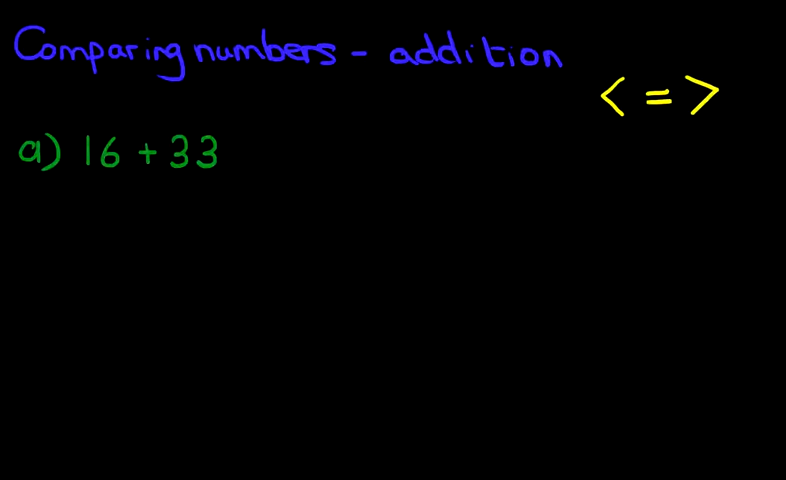 Comparing numbers - addition
< = >
a) 16 + 33